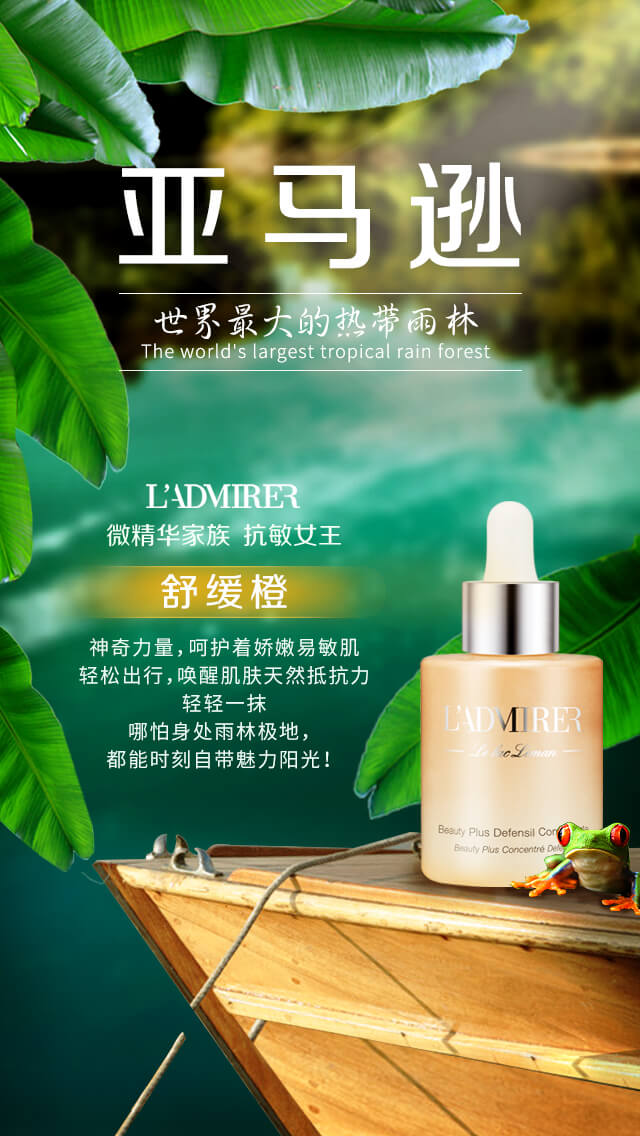 亚马逊
世界最大的热带雨林
The world's largest tropical rain forest
L'ADMIRER
微精华家族 抗敏女王
舒缓橙
神奇力量，呵护着娇嫩易敏肌
轻松出行，唤醒肌肤天然抵抗力
轻轻一抹
哪怕身处雨林极地，
都能时刻自带魅力阳光！
L'ADMIRER
Le Lac Leman
Beauty Plus Defensil
Beauty Plus Concentré